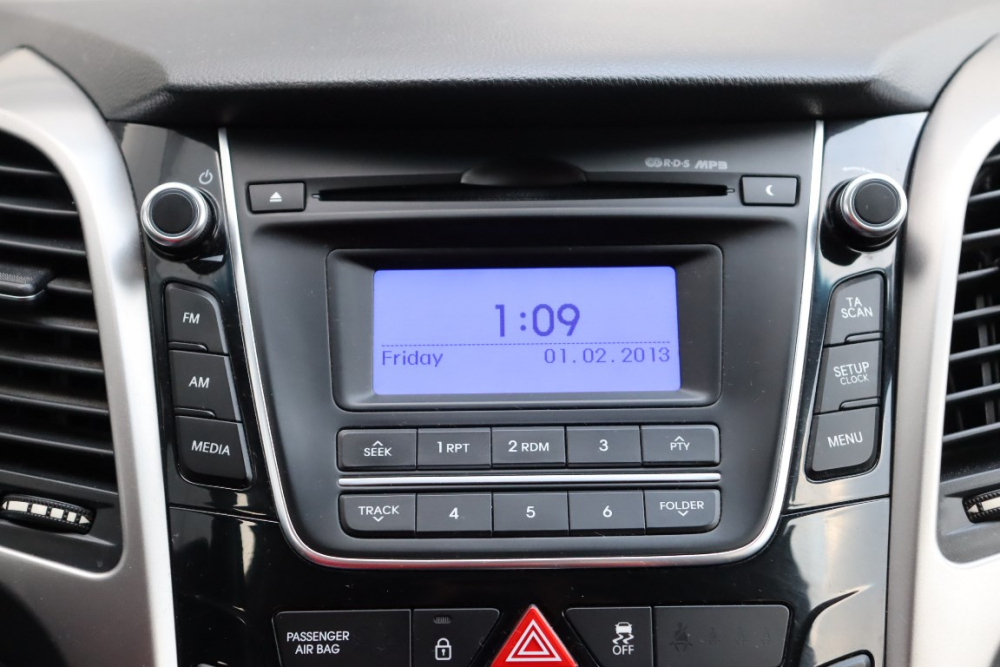 R·D·S MP3
FM
AM
MEDIA
1:09
Friday 01.02.2013
TA
SCAN
SETUP
CLOCK
MENU
SEEK 1 RPT 2 RDM 3 PTY
TRACK 4 5 6 FOLDER
PASSENGER
AIR BAG
OFF